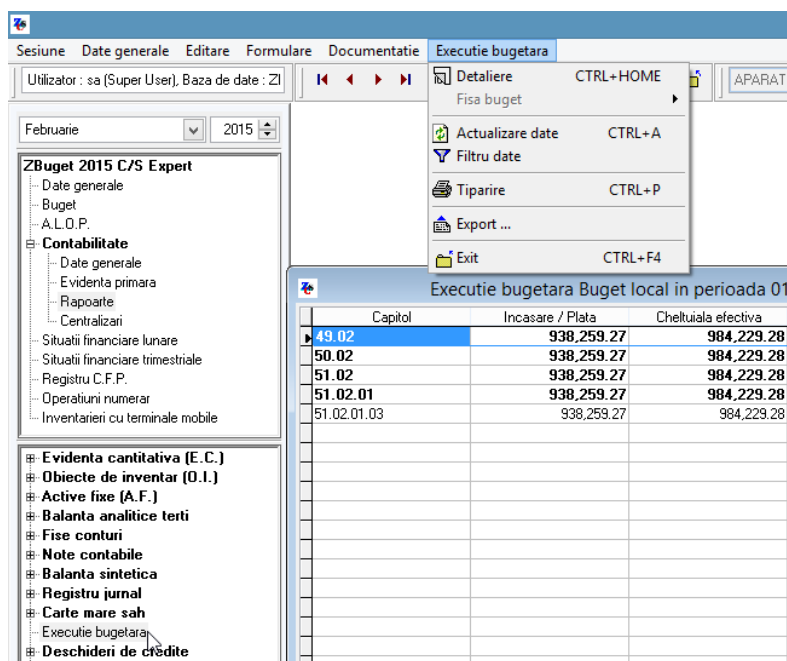 Sesiune Date generale Editare Formulare Documentatie Executie bugetara
Utilizator : sa (Super User), Baza de date : ZI
APARAT
Detaliere CTRL+HOME
Fisa buget
Actualizare date CTRL+A
Filtru date
Tiparire CTRL+P
Export ...
Exit CTRL+F4
Februarie 2015
ZBuget 2015 C/S Expert
Date generale
Buget
A.L.O.P.
Contabilitate
Date generale
Evidenta primara
Rapoarte
Centralizari
Situatii financiare lunare
Situatii financiare trimestriale
Registru C.F.P.
Operatiuni numerar
Inventarieri cu terminale mobile
Evidenta cantitativa (E.C.)
Obiecte de inventar (O.I.)
Active fixe (A.F.)
Balanta analitice terti
Fise conturi
Note contabile
Balanta sintetica
Registru jurnal
Carte mare sah
Executie bugetara
Deschideri de credite
Executie bugetara Buget local in perioada 01
Capitol Incasare / Plata Cheltuiala efectiva
49.02 938,259.27 984,229.28
50.02 938,259.27 984,229.28
51.02 938,259.27 984,229.28
51.02.01 938,259.27 984,229.28
51.02.01.03 938,259.27 984,229.28